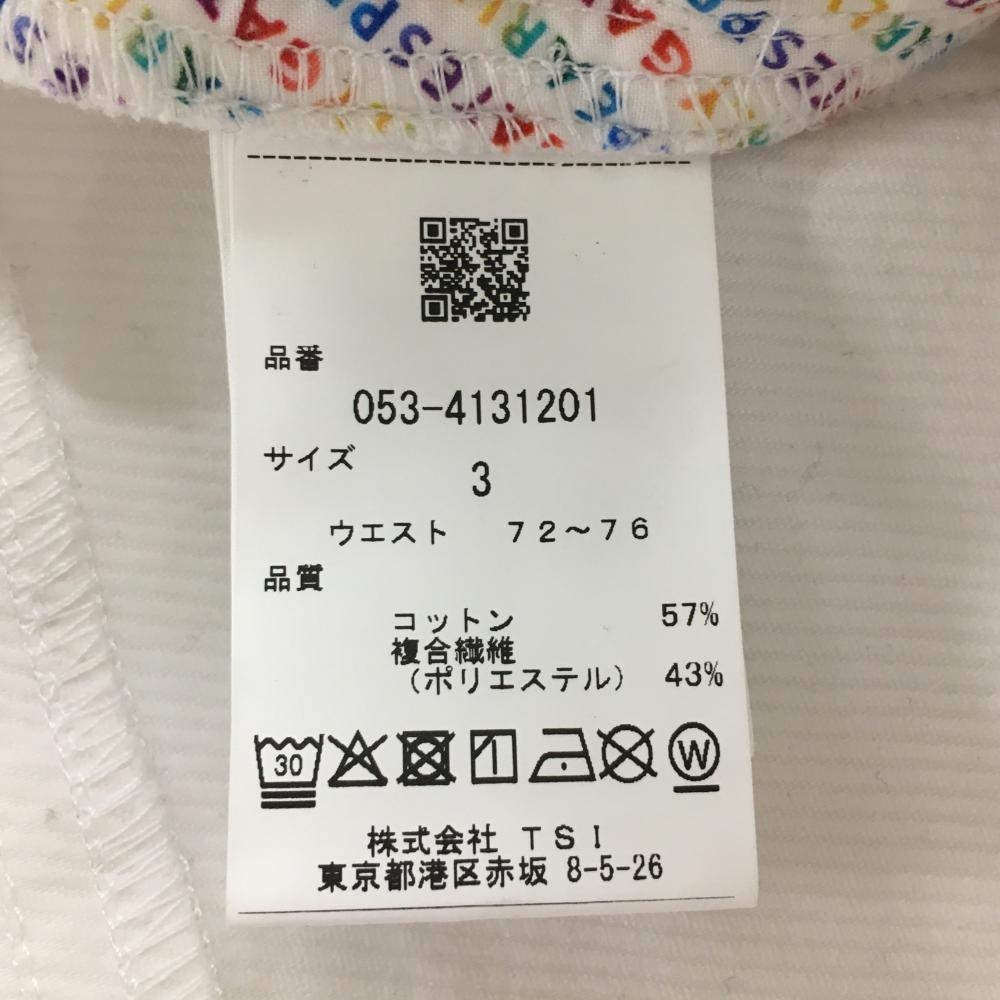 品番
053-4131201
サイズ
3
ウエスト 72〜76
品質
コットン 57%
複合繊維
(ポリエステル) 43%
30
W
株式会社 TSI
東京都港区赤坂 8-5-26